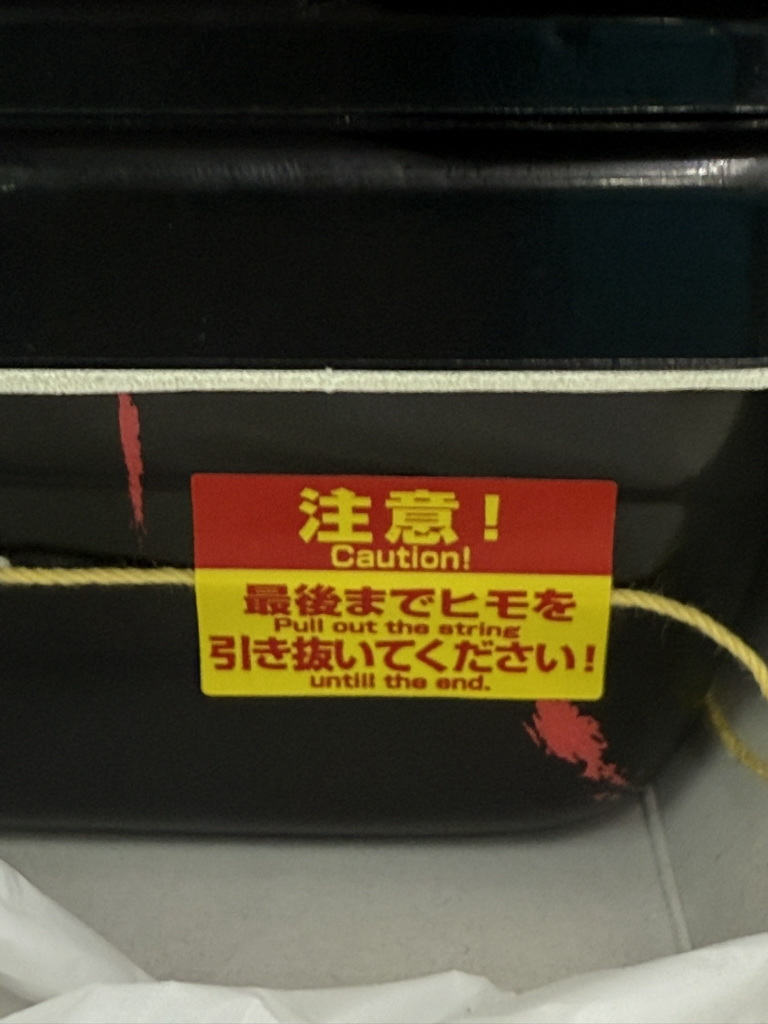 注意！
Caution!
最後までヒモを
Pull out the string
引き抜いてください！
untill the end.